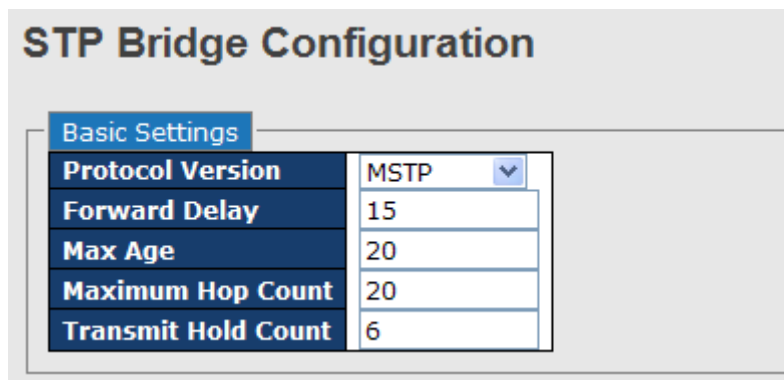 STP Bridge Configuration
Basic Settings
Protocol Version MSTP
Forward Delay 15
Max Age 20
Maximum Hop Count 20
Transmit Hold Count 6